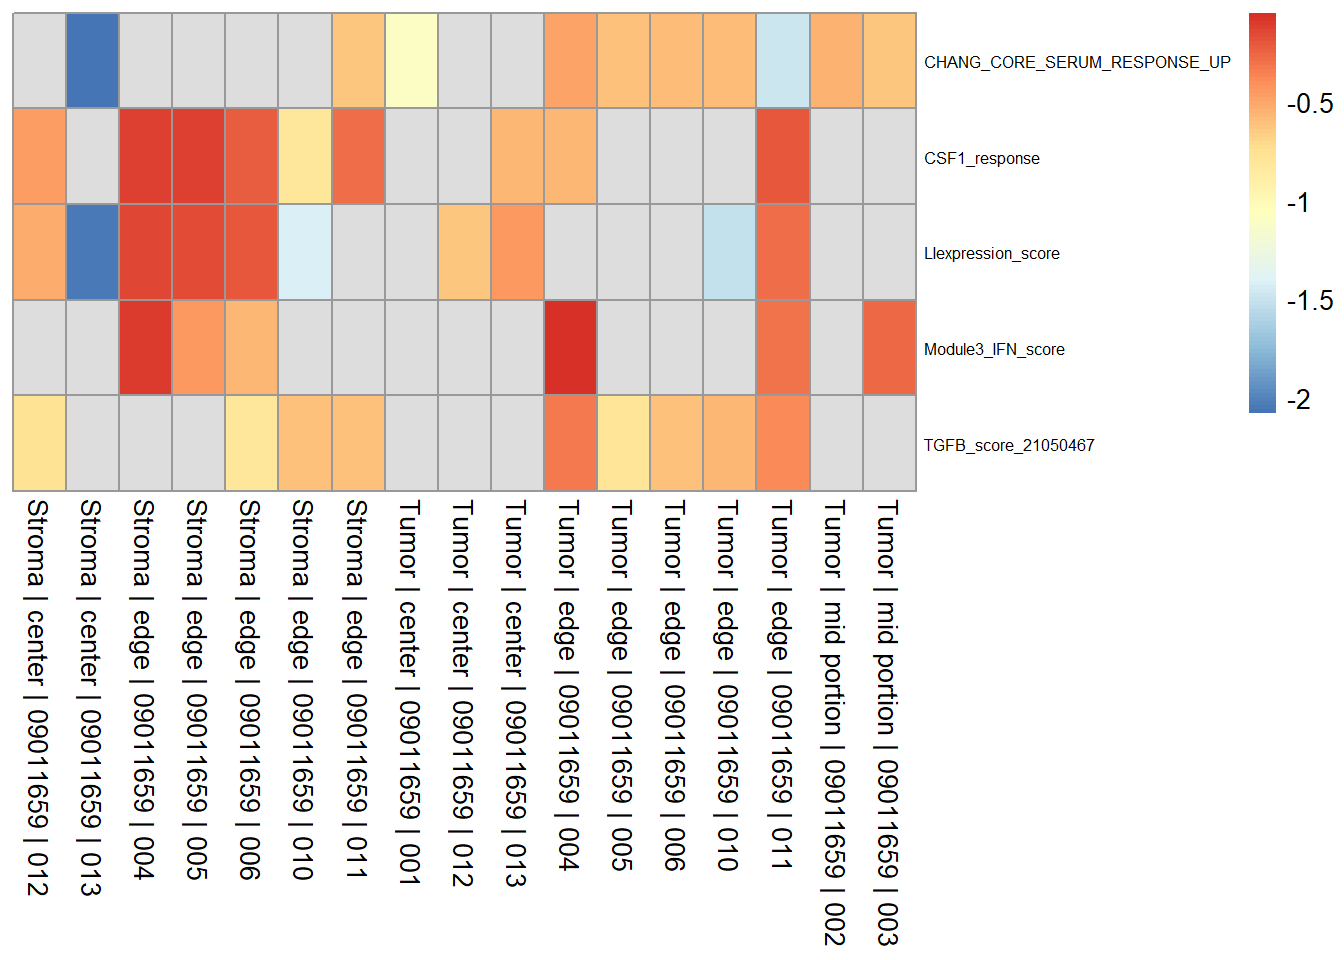 CHANG_CORE_SERUM_RESPONSE_UP
CSF1_response
LIexpression_score
Module3_IFN_score
TGFB_score_21050467
-0.5
-1
-1.5
-2
Stroma | center | 09011659 | 012
Stroma | center | 09011659 | 013
Stroma | edge | 09011659 | 004
Stroma | edge | 09011659 | 005
Stroma | edge | 09011659 | 006
Stroma | edge | 09011659 | 010
Stroma | edge | 09011659 | 011
Tumor | center | 09011659 | 001
Tumor | center | 09011659 | 012
Tumor | center | 09011659 | 013
Tumor | edge | 09011659 | 004
Tumor | edge | 09011659 | 005
Tumor | edge | 09011659 | 006
Tumor | edge | 09011659 | 010
Tumor | edge | 09011659 | 011
Tumor | mid portion | 09011659 | 002
Tumor | mid portion | 09011659 | 003